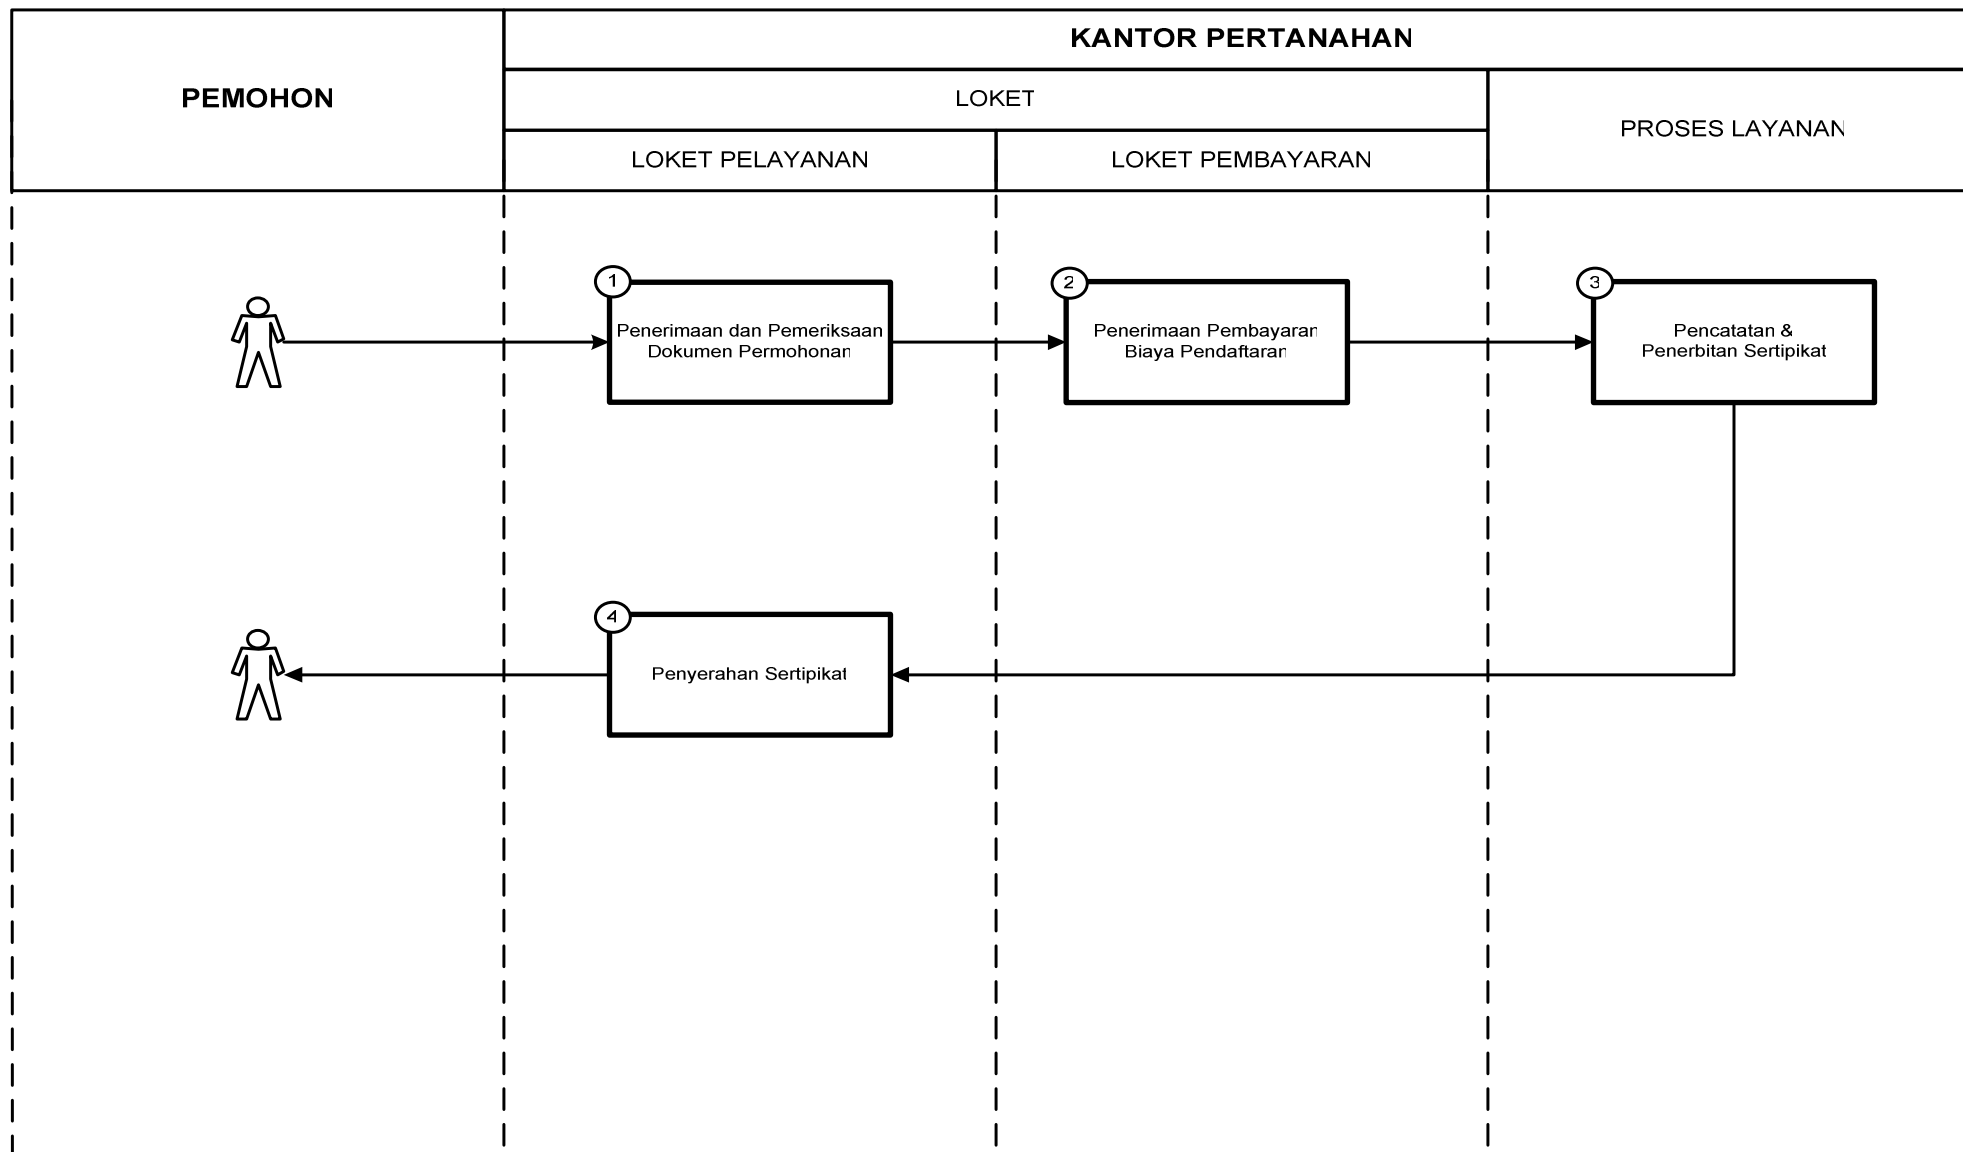 KANTOR PERTANAHAN
PEMOHON
LOKET
PROSES LAYANAN
LOKET PELAYANAN
LOKET PEMBAYARAN
1
Penerimaan dan Pemeriksaan
Dokumen Permohonan
2
Penerimaan Pembayaran
Biaya Pendaftaran
3
Pencatatan &
Penerbitan Sertipikat
4
Penyerahan Sertipikat